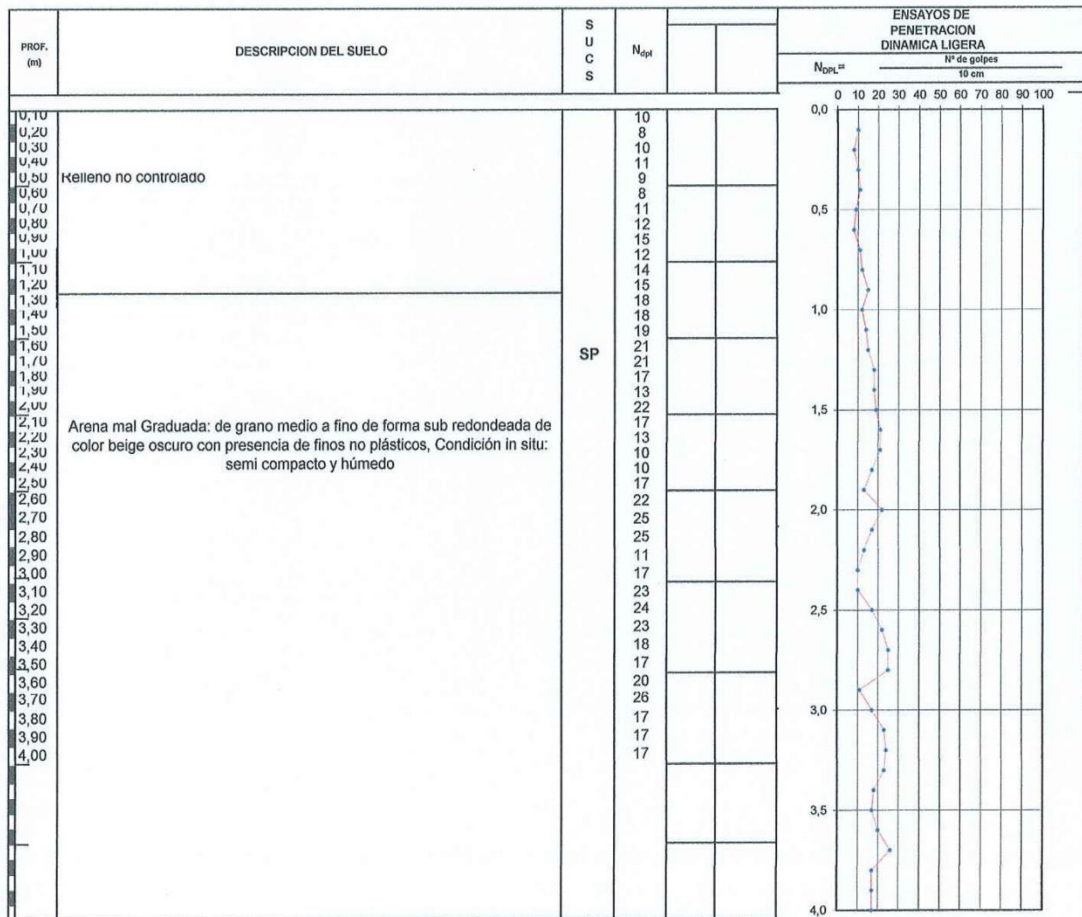 PROF.
(m)
DESCRIPCION DEL SUELO
S
U
C
S
Ndpl
ENSAYOS DE
PENETRACION
DINAMICA LIGERA
NDPL=
Nº de golpes
10 cm
0 10 20 30 40 50 60 70 80 90 100
0,10 10
0,20 8
0,30 10
0,40 11
0,50 9
0,60 8
0,70 11
0,80 12
0,90 15
1,00 12
1,10 14
1,20 15
1,30 18
1,40 18
1,50 19
1,60 21
1,70 21
1,80 17
1,90 13
2,00 22
2,10 17
2,20 13
2,30 10
2,40 10
2,50 17
2,60 22
2,70 25
2,80 25
2,90 11
3,00 17
3,10 23
3,20 24
3,30 23
3,40 18
3,50 17
3,60 20
3,70 26
3,80 17
3,90 17
4,00 17
Relleno no controlado
Arena mal Graduada: de grano medio a fino de forma sub redondeada de
color beige oscuro con presencia de finos no plásticos, Condición in situ:
semi compacto y húmedo
SP
0,0
0,5
1,0
1,5
2,0
2,5
3,0
3,5
4,0